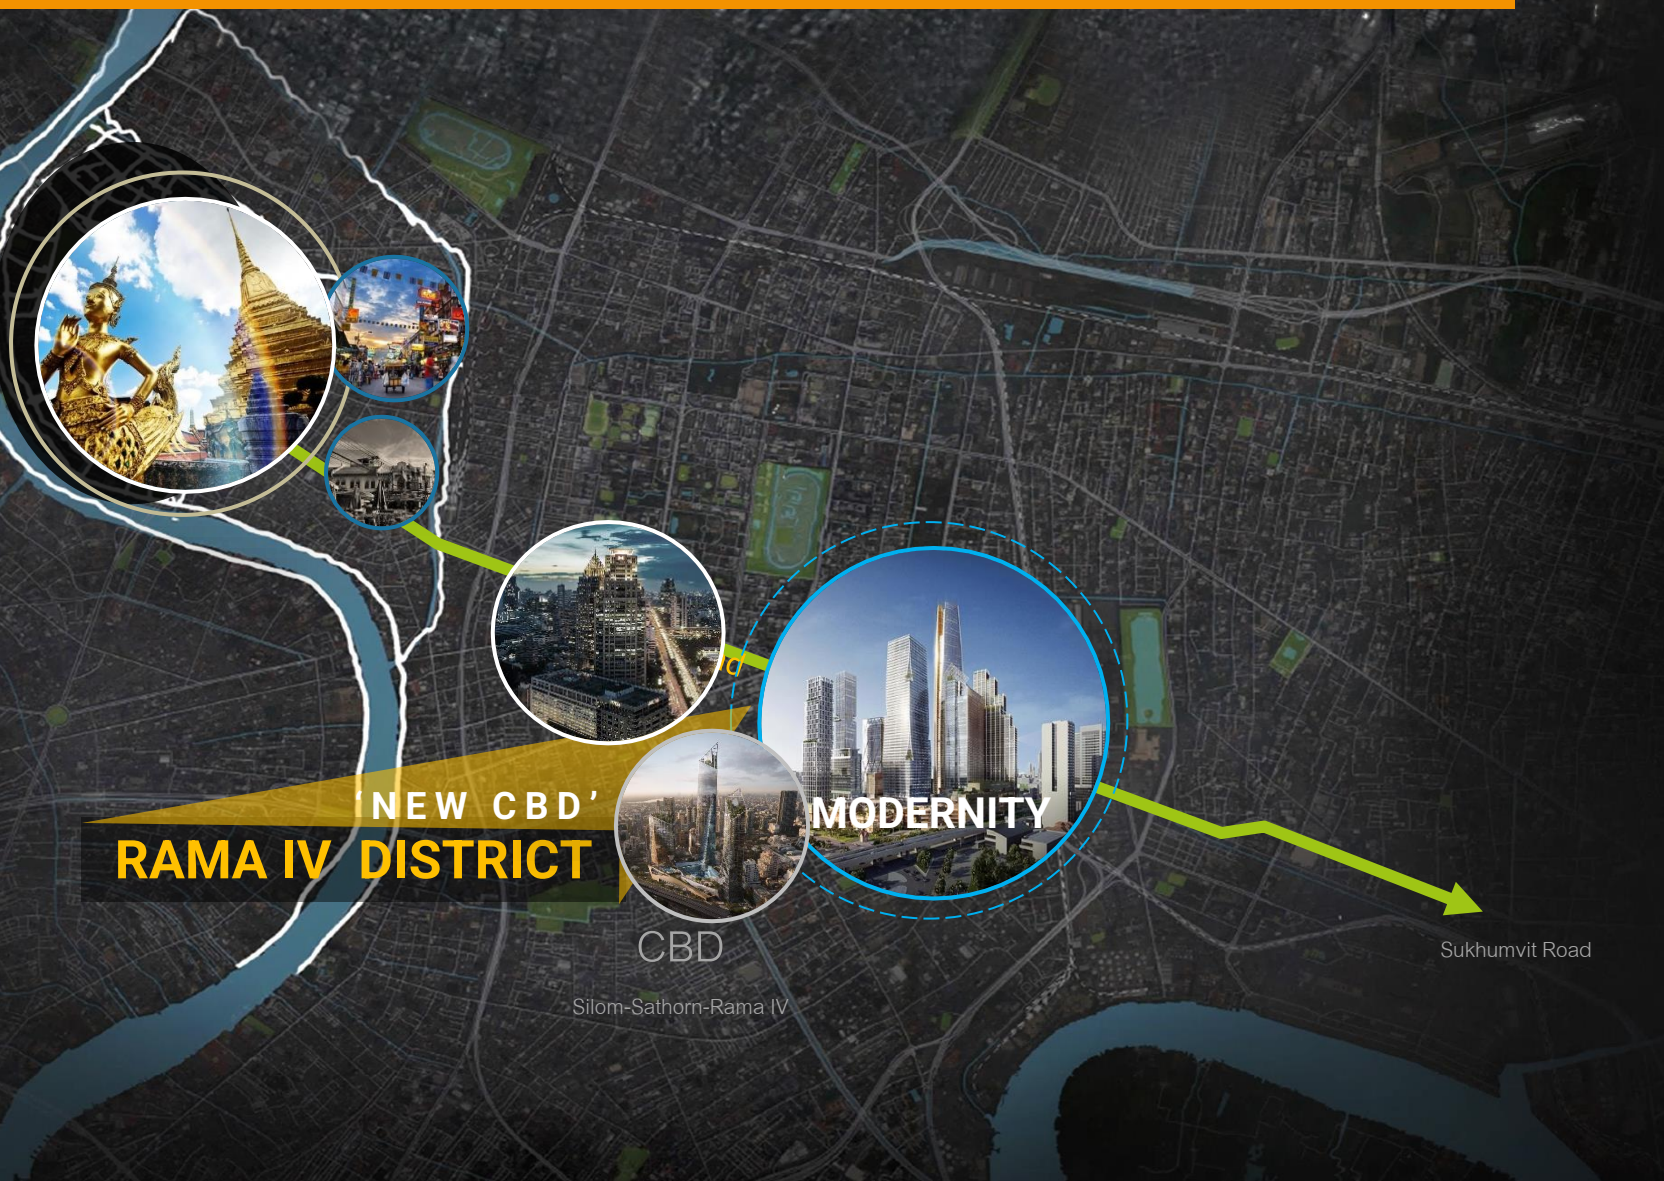 ‘NEW CBD’
RAMA IV DISTRICT
MODERNITY
CBD
Silom-Sathorn-Rama IV
Sukhumvit Road